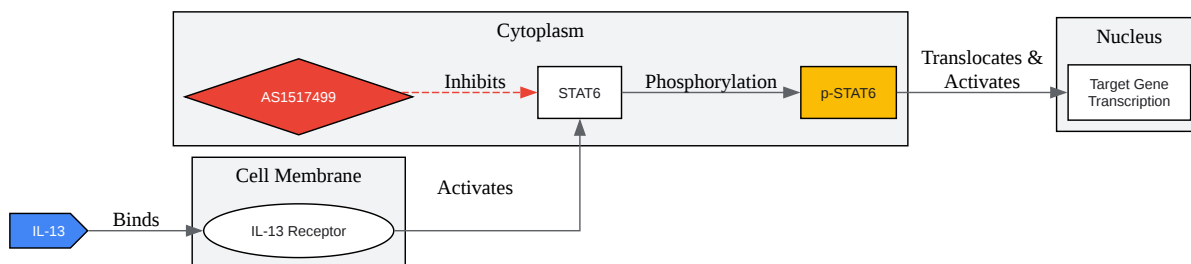 Cytoplasm
AS1517499
Inhibits
STAT6
Phosphorylation
p-STAT6
Translocates &
Activates
Nucleus
Target Gene
Transcription
Cell Membrane
IL-13
Binds
IL-13 Receptor
Activates